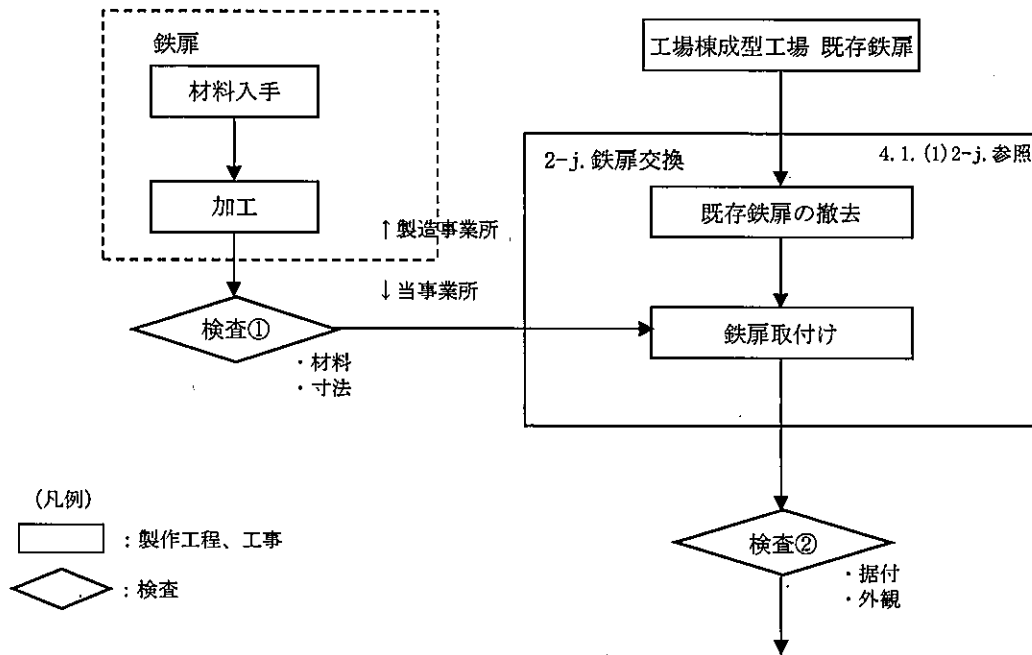 鉄扉
材料入手
加工
↑製造事業所
↓当事業所
検査①
・材料
・寸法
工場棟成型工場 既存鉄扉
2-j. 鉄扉交換
4.1. (1)2-j. 参照
既存鉄扉の撤去
鉄扉取付け
検査②
・据付
・外観
(凡例)
：製作工程、工事
：検査